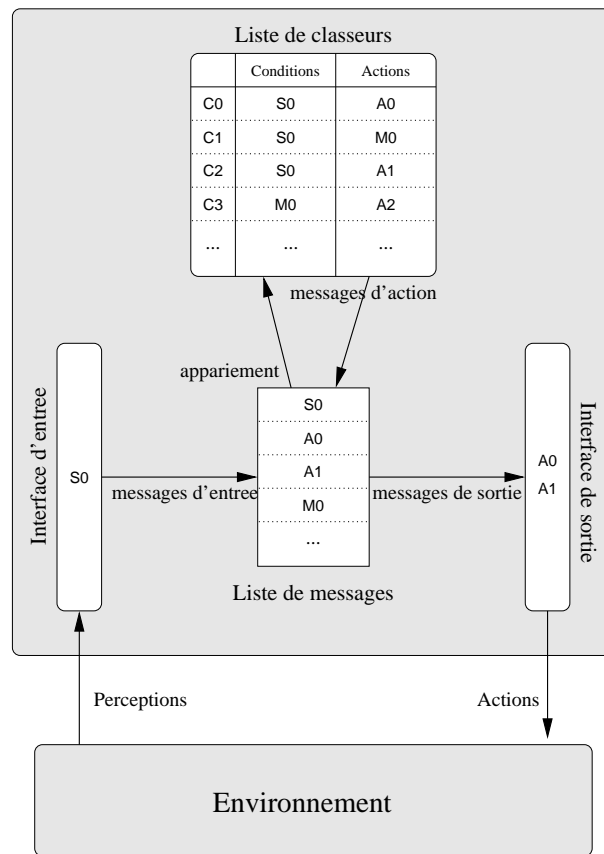 Liste de classeurs
Conditions Actions
C0 S0 A0
C1 S0 M0
C2 S0 A1
C3 M0 A2
... ... ...
messages d'action
appariement
Interface d'entree
S0
messages d'entree
S0
A0
A1
M0
...
Liste de messages
messages de sortie
A0
A1
Interface de sortie
Perceptions
Actions
Environnement